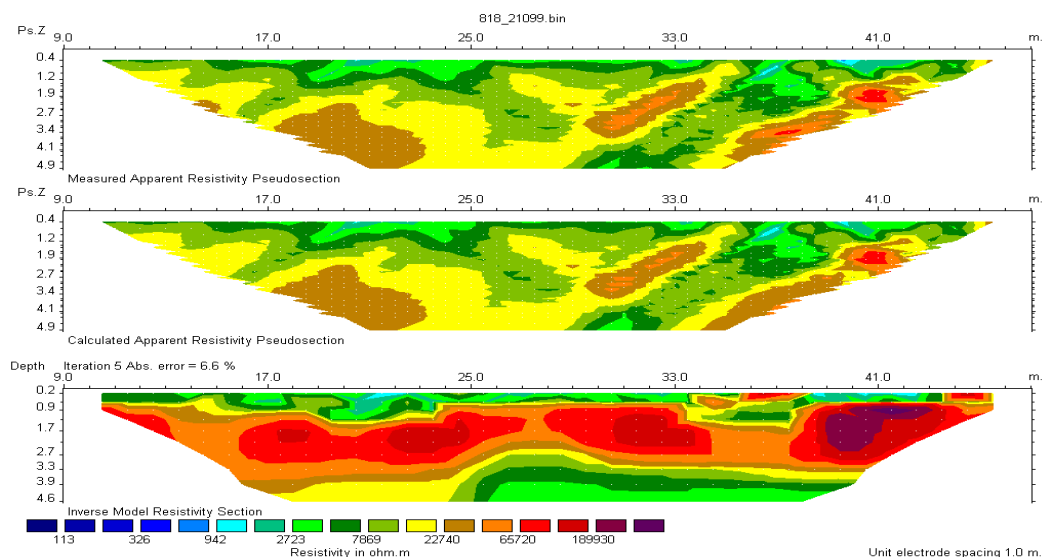 818_21099.bin
Ps.Z
9.0 17.0 25.0 33.0 41.0 m.
0.4
1.2
1.9
2.7
3.4
4.1
4.9
Measured Apparent Resistivity Pseudosection
Ps.Z
9.0 17.0 25.0 33.0 41.0 m.
0.4
1.2
1.9
2.7
3.4
4.1
4.9
Calculated Apparent Resistivity Pseudosection
Depth Iteration 5 Abs. error = 6.6 %
9.0 17.0 25.0 33.0 41.0 m.
0.2
0.9
1.7
2.7
3.3
3.9
4.6
Inverse Model Resistivity Section
113 326 942 2723 7869 22740 65720 189930
Resistivity in ohm.m Unit electrode spacing 1.0 m.